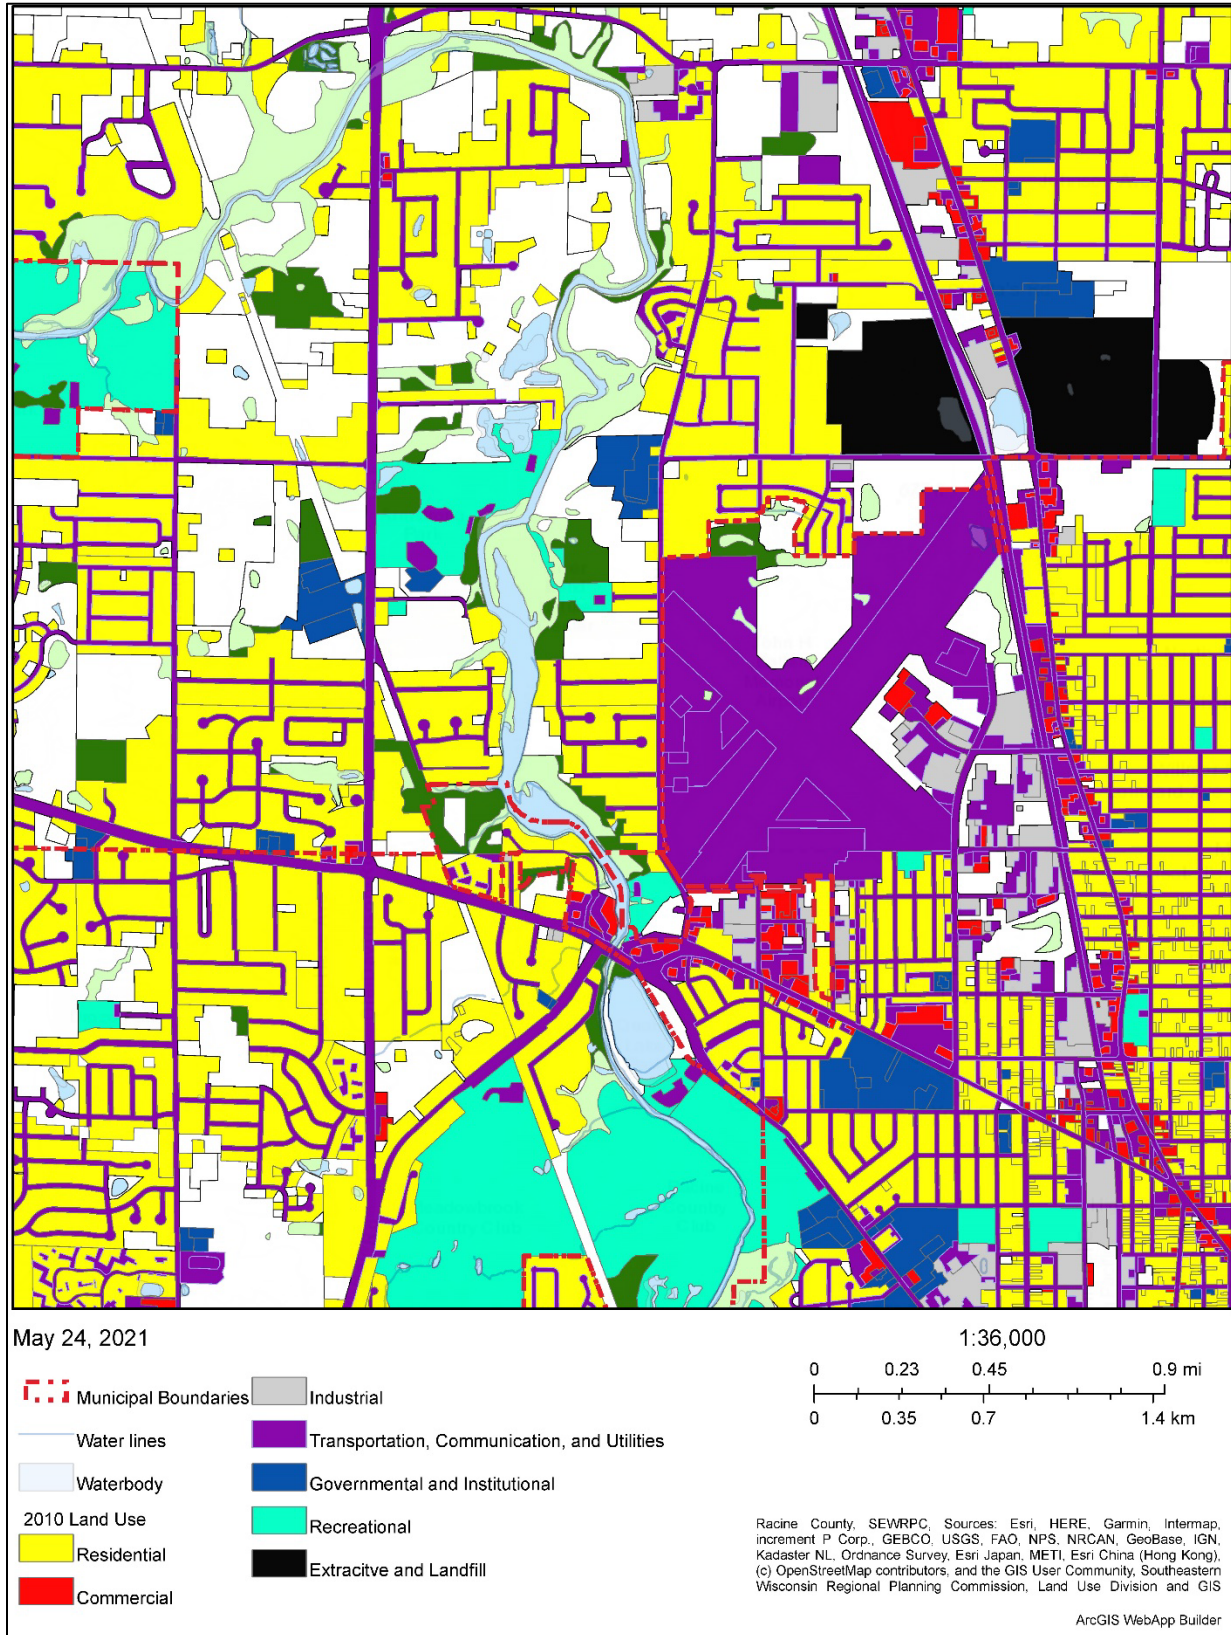 May 24, 2021
1:36,000
0 0.23 0.45 0.9 mi
0 0.35 0.7 1.4 km
Municipal Boundaries
Water lines
Waterbody
2010 Land Use
Residential
Commercial
Industrial
Transportation, Communication, and Utilities
Governmental and Institutional
Recreational
Extracitve and Landfill
Racine County, SEWRPC, Sources: Esri, HERE, Garmin, Intermap,
increment P Corp., GEBCO, USGS, FAO, NPS, NRCAN, GeoBase, IGN,
Kadaster NL, Ordnance Survey, Esri Japan, METI, Esri China (Hong Kong),
(c) OpenStreetMap contributors, and the GIS User Community, Southeastern
Wisconsin Regional Planning Commission, Land Use Division and GIS
ArcGIS WebApp Builder